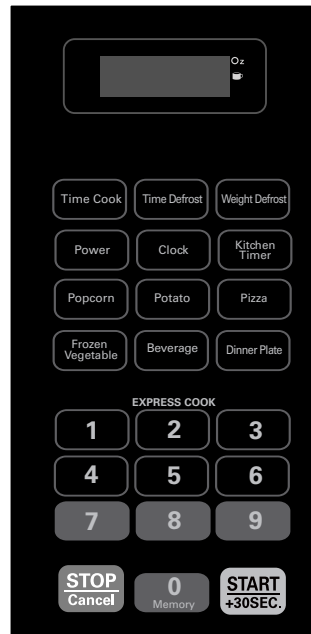 Oz
Time Cook Time Defrost Weight Defrost
Power Clock Kitchen
Timer
Popcorn Potato Pizza
Frozen
Vegetable Beverage Dinner Plate
EXPRESS COOK
1 2 3
4 5 6
7 8 9
STOP
Cancel
0
Memory
START
+30SEC.